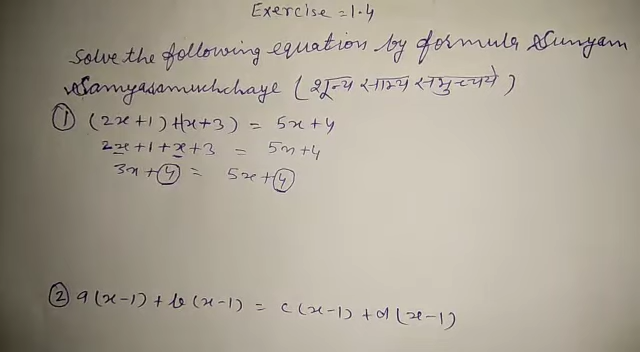 Exercise = 1.4
Solve the following equation by formula Sunyam
Samyasamuchchaye (शून्य साम्य समुच्चये)
① (2x+1)+(x+3) = 5x+4
2x+1+x+3 = 5x+4
3x+4 = 5x+4
② a(x-1)+b(x-1) = c(x-1)+d(x-1)